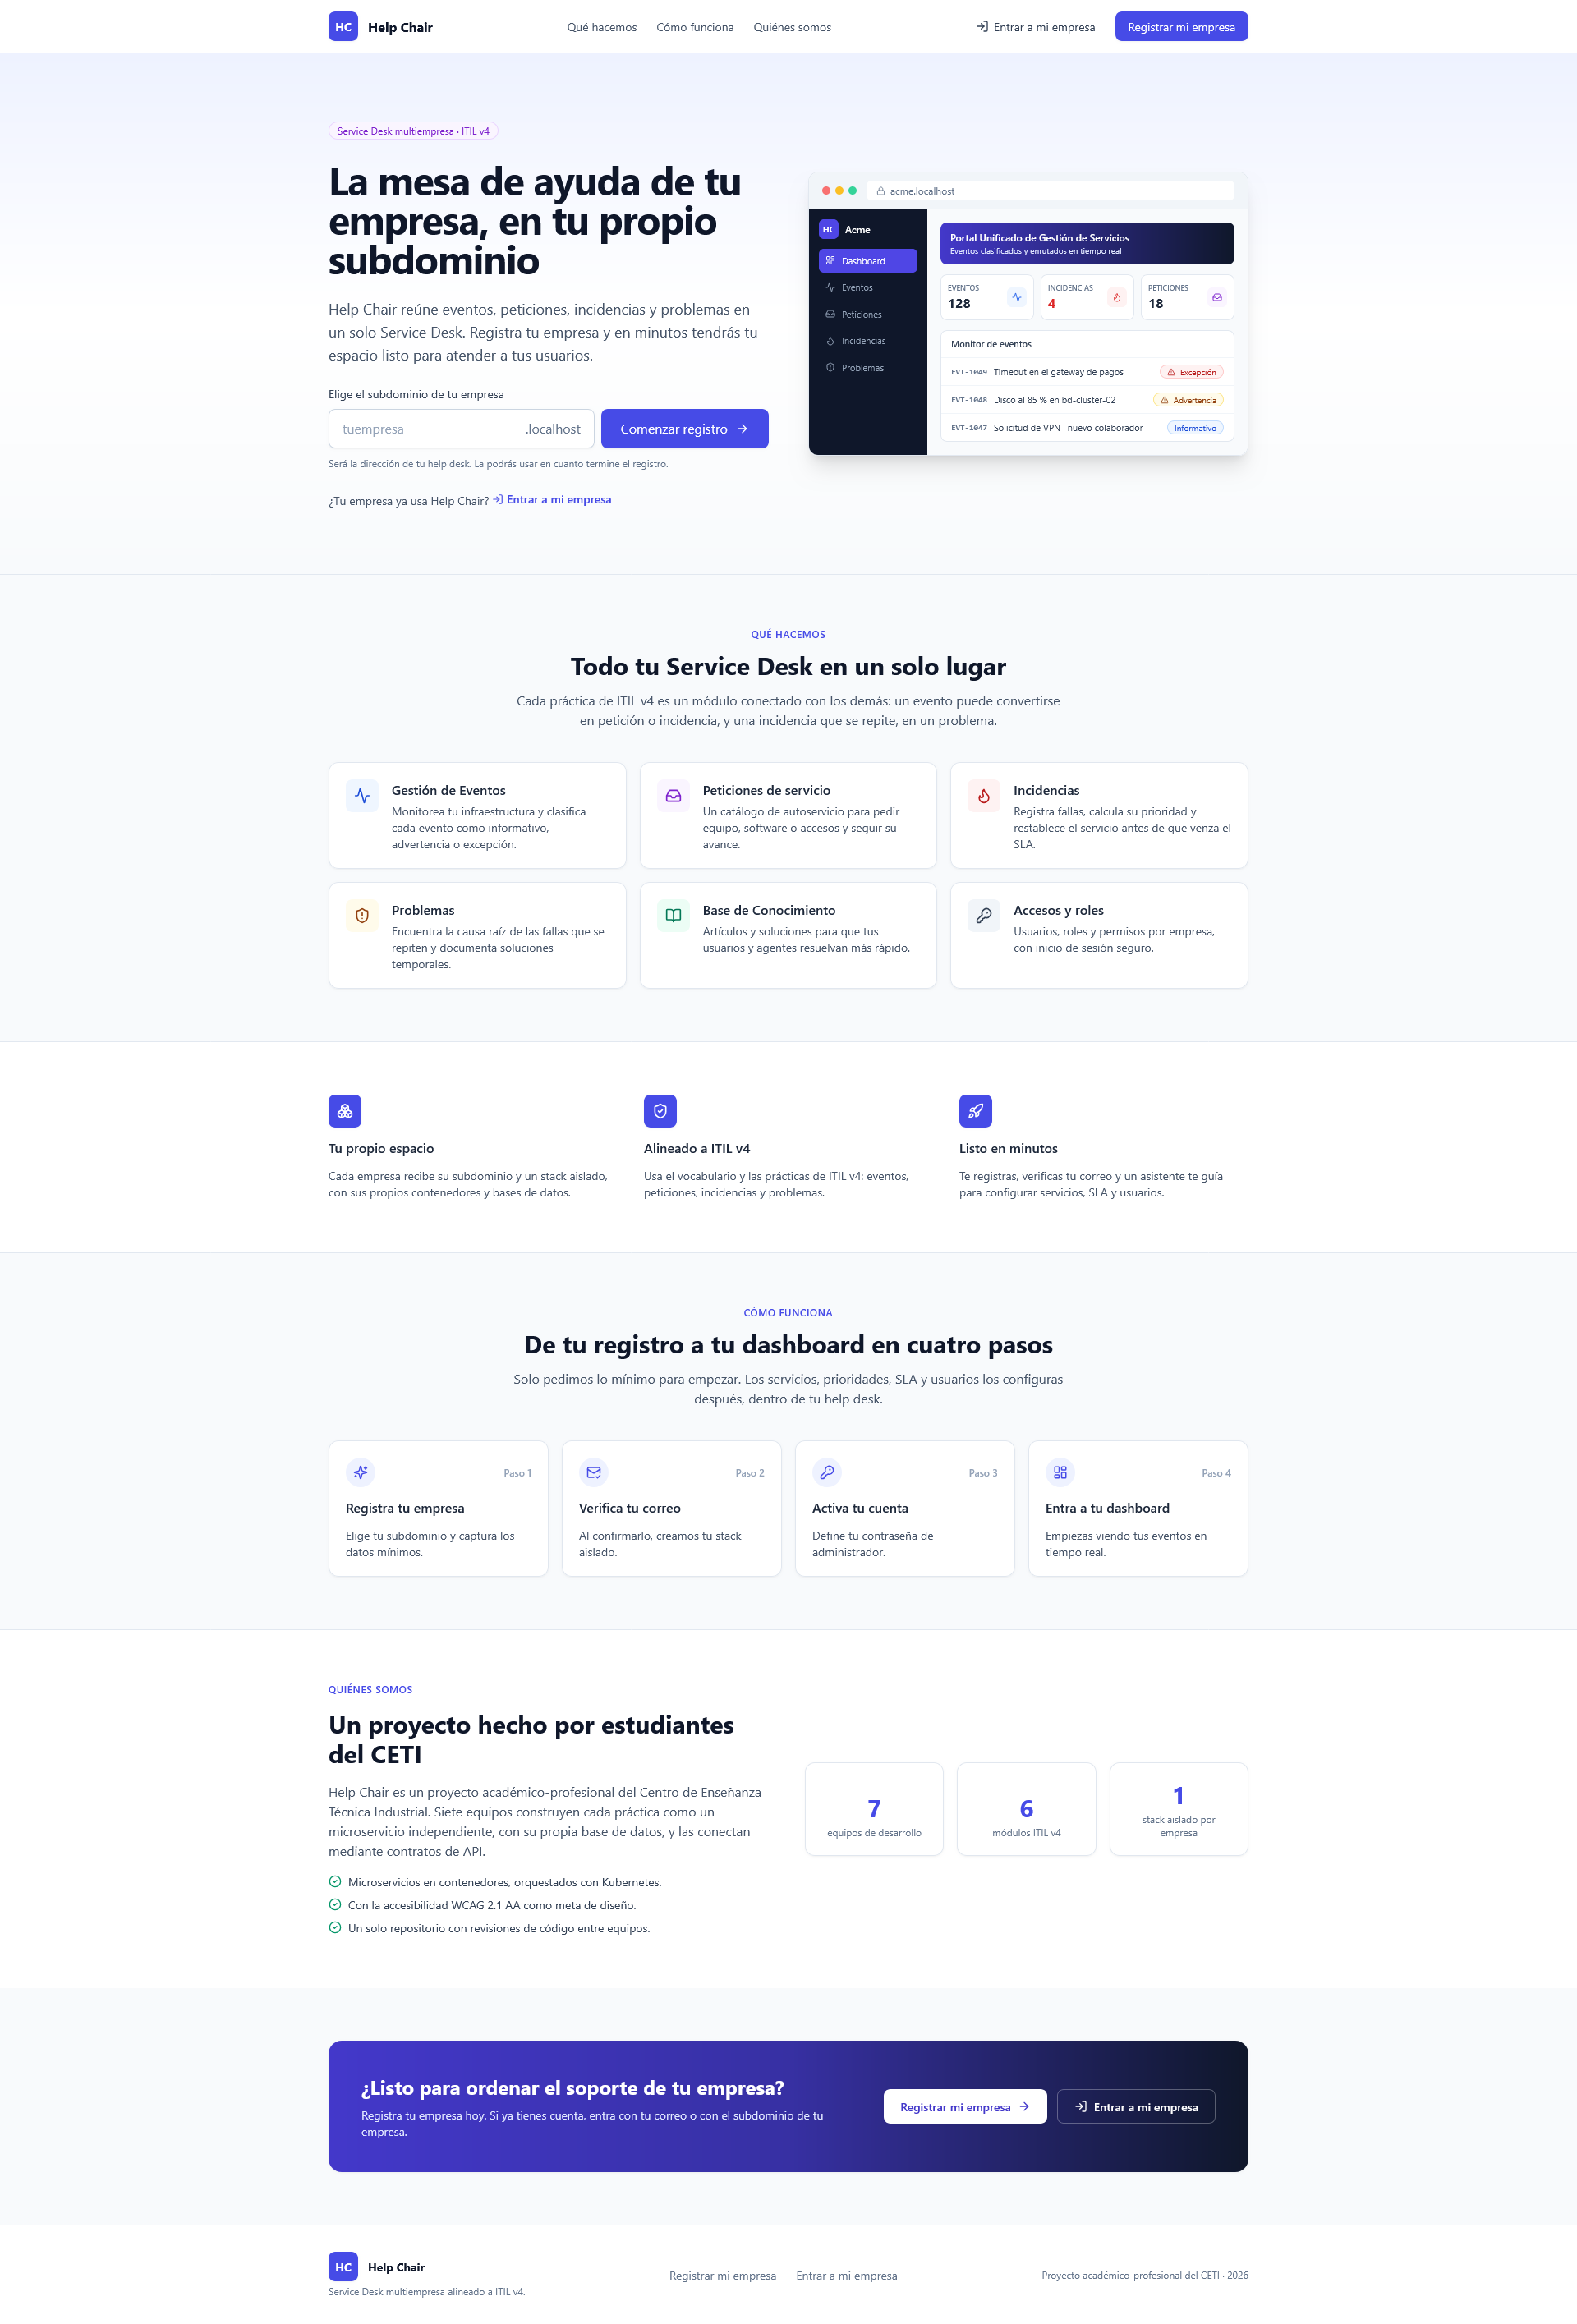 HC Help Chair
Qué hacemos
Cómo funciona
Quiénes somos
Entrar a mi empresa
Registrar mi empresa
Service Desk multiempresa · ITIL v4
La mesa de ayuda de tu
empresa, en tu propio
subdominio
Help Chair reúne eventos, peticiones, incidencias y problemas en
un solo Service Desk. Registra tu empresa y en minutos tendrás tu
espacio listo para atender a tus usuarios.
Elige el subdominio de tu empresa
tuempresa .localhost
Comenzar registro
Será la dirección de tu help desk. La podrás usar en cuanto termine el registro.
¿Tu empresa ya usa Help Chair? Entrar a mi empresa
acme.localhost
HC Acme
Dashboard
Eventos
Peticiones
Incidencias
Problemas
Portal Unificado de Gestión de Servicios
Eventos clasificados y enrutados en tiempo real
EVENTOS
128
INCIDENCIAS
4
PETICIONES
18
Monitor de eventos
EVT-1049 Timeout en el gateway de pagos Excepción
EVT-1048 Disco al 85 % en bd-cluster-02 Advertencia
EVT-1047 Solicitud de VPN · nuevo colaborador Informativo
QUÉ HACEMOS
Todo tu Service Desk en un solo lugar
Cada práctica de ITIL v4 es un módulo conectado con los demás: un evento puede convertirse
en petición o incidencia, y una incidencia que se repite, en un problema.
Gestión de Eventos
Monitorea tu infraestructura y clasifica
cada evento como informativo,
advertencia o excepción.
Peticiones de servicio
Un catálogo de autoservicio para pedir
equipo, software o accesos y seguir su
avance.
Incidencias
Registra fallas, calcula su prioridad y
restablece el servicio antes de que venza el
SLA.
Problemas
Encuentra la causa raíz de las fallas que se
repiten y documenta soluciones
temporales.
Base de Conocimiento
Artículos y soluciones para que tus
usuarios y agentes resuelvan más rápido.
Accesos y roles
Usuarios, roles y permisos por empresa,
con inicio de sesión seguro.
Tu propio espacio
Cada empresa recibe su subdominio y un stack aislado,
con sus propios contenedores y bases de datos.
Alineado a ITIL v4
Usa el vocabulario y las prácticas de ITIL v4: eventos,
peticiones, incidencias y problemas.
Listo en minutos
Te registras, verificas tu correo y un asistente te guía
para configurar servicios, SLA y usuarios.
CÓMO FUNCIONA
De tu registro a tu dashboard en cuatro pasos
Solo pedimos lo mínimo para empezar. Los servicios, prioridades, SLA y usuarios los configuras
después, dentro de tu help desk.
Paso 1
Registra tu empresa
Elige tu subdominio y captura los
datos mínimos.
Paso 2
Verifica tu correo
Al confirmarlo, creamos tu stack
aislado.
Paso 3
Activa tu cuenta
Define tu contraseña de
administrador.
Paso 4
Entra a tu dashboard
Empiezas viendo tus eventos en
tiempo real.
QUIÉNES SOMOS
Un proyecto hecho por estudiantes
del CETI
Help Chair es un proyecto académico-profesional del Centro de Enseñanza
Técnica Industrial. Siete equipos construyen cada práctica como un
microservicio independiente, con su propia base de datos, y las conectan
mediante contratos de API.
Microservicios en contenedores, orquestados con Kubernetes.
Con la accesibilidad WCAG 2.1 AA como meta de diseño.
Un solo repositorio con revisiones de código entre equipos.
7
equipos de desarrollo
6
módulos ITIL v4
1
stack aislado por
empresa
¿Listo para ordenar el soporte de tu empresa?
Registra tu empresa hoy. Si ya tienes cuenta, entra con tu correo o con el subdominio de tu
empresa.
Registrar mi empresa
Entrar a mi empresa
HC Help Chair
Service Desk multiempresa alineado a ITIL v4.
Registrar mi empresa
Entrar a mi empresa
Proyecto académico-profesional del CETI · 2026